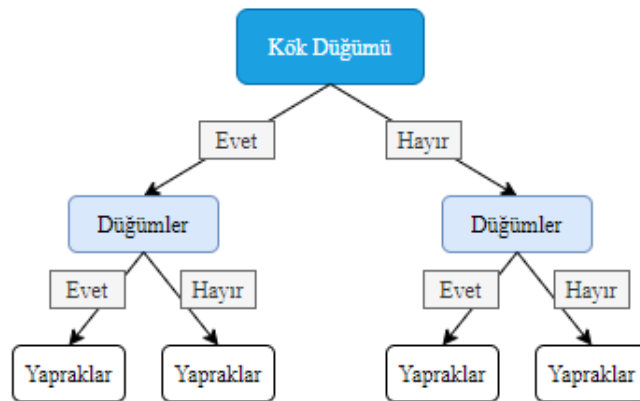 Kök Düğümü
Evet
Hayır
Düğümler
Düğümler
Evet
Hayır
Evet
Hayır
Yapraklar
Yapraklar
Yapraklar
Yapraklar